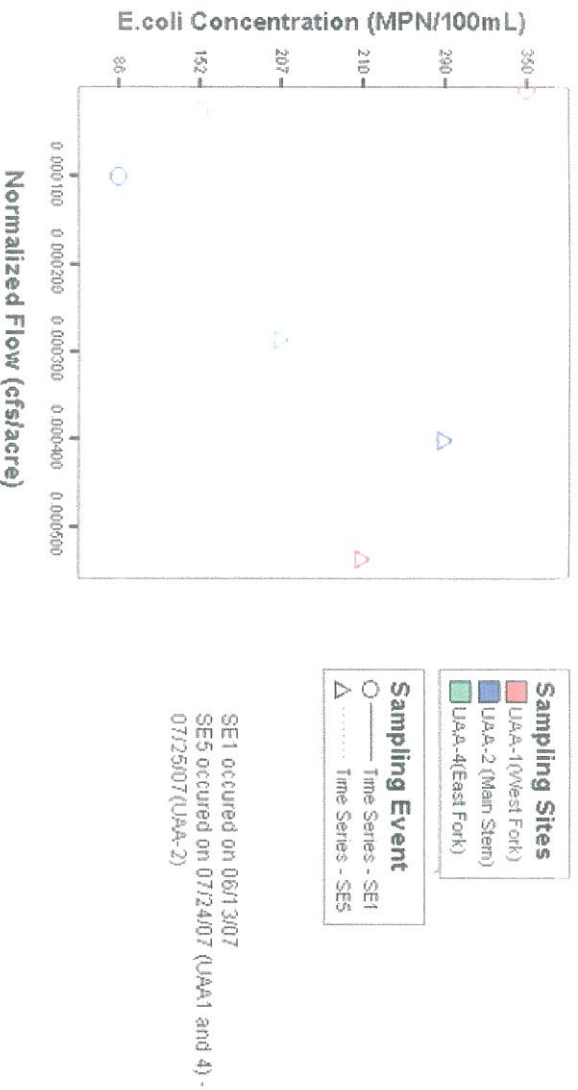 E.coli Concentration (MPN/100mL)
350
290
210
207
152
86
0.000100 0.000200 0.000300 0.000400 0.000500
Normalized Flow (cfs/acre)
Sampling Sites
UAA-1(West Fork)
UAA-2 (Main Stem)
UAA-4(East Fork)
Sampling Event
Time Series - SE1
Time Series - SE5
SE1 occured on 06/13/07
SE5 occured on 07/24/07 (UAA1 and 4) -
07/25/07(UAA-2)